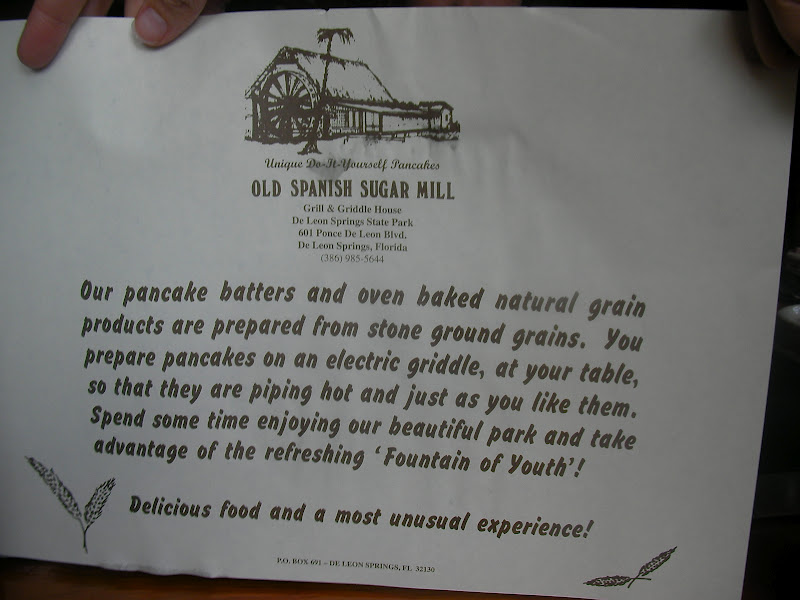 Unique Do-It-Yourself Pancakes
OLD SPANISH SUGAR MILL
Grill & Griddle House
De Leon Springs State Park
601 Ponce De Leon Blvd.
De Leon Springs, Florida
(386) 985-5644
Our pancake batters and oven baked natural grain
products are prepared from stone ground grains. You
prepare pancakes on an electric griddle, at your table,
so that they are piping hot and just as you like them.
Spend some time enjoying our beautiful park and take
advantage of the refreshing ‘Fountain of Youth’!
Delicious food and a most unusual experience!
P.O. BOX 691 – DE LEON SPRINGS, FL 32130